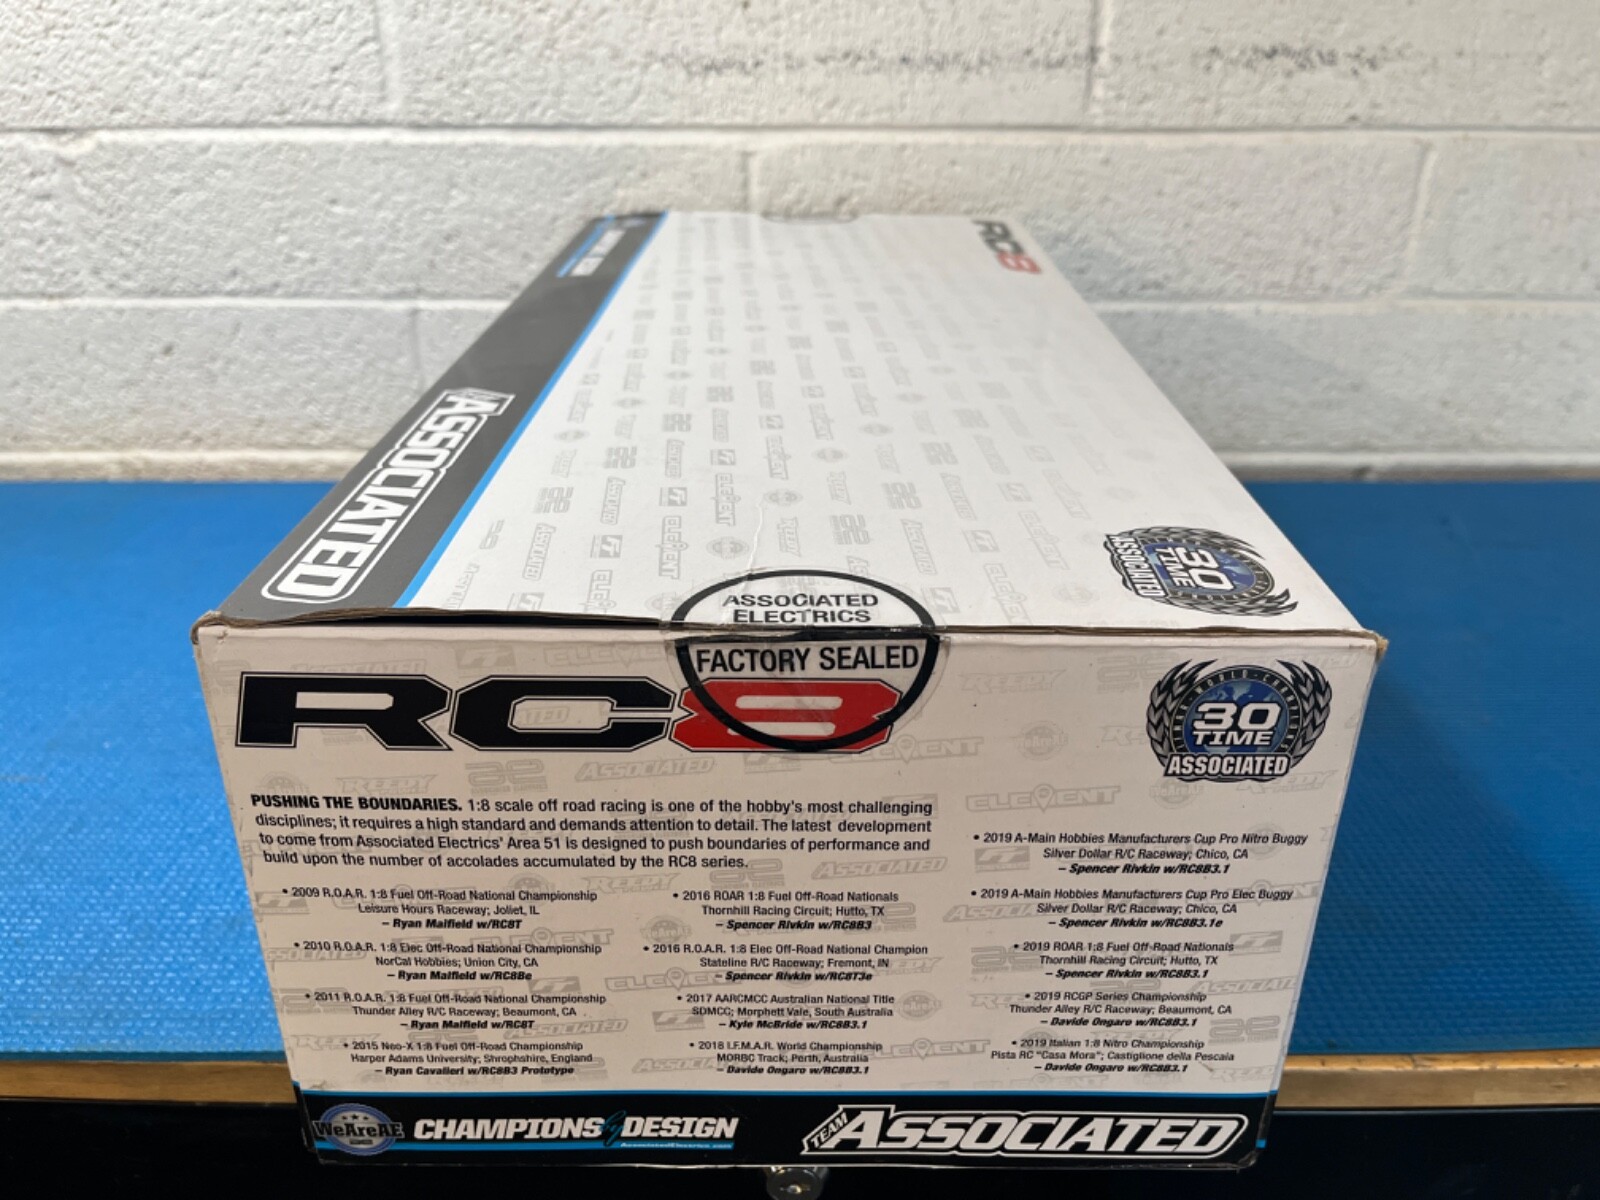 RC8
ASSOCIATED
30
TIME
ASSOCIATED
ASSOCIATED
ELECTRICS
FACTORY SEALED
RC8
WORLD CHAMPIONS
30
TIME
ASSOCIATED
PUSHING THE BOUNDARIES. 1:8 scale off road racing is one of the hobby's most challenging
disciplines; it requires a high standard and demands attention to detail. The latest development
to come from Associated Electrics' Area 51 is designed to push boundaries of performance and
build upon the number of accolades accumulated by the RC8 series.
• 2009 R.O.A.R. 1:8 Fuel Off-Road National Championship
Leisure Hours Raceway; Joliet, IL
– Ryan Maifield w/RC8T
• 2010 R.O.A.R. 1:8 Elec Off-Road National Championship
NorCal Hobbies; Union City, CA
– Ryan Maifield w/RC8Be
• 2011 R.O.A.R. 1:8 Fuel Off-Road National Championship
Thunder Alley R/C Raceway; Beaumont, CA
– Ryan Maifield w/RC8T
• 2015 Neo-X 1:8 Fuel Off-Road Championship
Harper Adams University; Shropshire, England
– Ryan Cavalieri w/RC8B3 Prototype
• 2016 ROAR 1:8 Fuel Off-Road Nationals
Thornhill Racing Circuit; Hutto, TX
– Spencer Rivkin w/RC8B3
• 2016 R.O.A.R. 1:8 Elec Off-Road National Champion
Stateline R/C Raceway; Fremont, IN
– Spencer Rivkin w/RC8T3e
• 2017 AARCMCC Australian National Title
SDMCC; Morphett Vale, South Australia
– Kyle McBride w/RC8B3.1
• 2018 I.F.M.A.R. World Championship
MORBC Track; Perth, Australia
– Davide Ongaro w/RC8B3.1
• 2019 A-Main Hobbies Manufacturers Cup Pro Nitro Buggy
Silver Dollar R/C Raceway; Chico, CA
– Spencer Rivkin w/RC8B3.1
• 2019 A-Main Hobbies Manufacturers Cup Pro Elec Buggy
Silver Dollar R/C Raceway; Chico, CA
– Spencer Rivkin w/RC8B3.1e
• 2019 ROAR 1:8 Fuel Off-Road Nationals
Thornhill Racing Circuit; Hutto, TX
– Spencer Rivkin w/RC8B3.1
• 2019 RCGP Series Championship
Thunder Alley R/C Raceway; Beaumont, CA
– Davide Ongaro w/RC8B3.1
• 2019 Italian 1:8 Nitro Championship
Pista RC "Casa Mora"; Castiglione della Pescaia
– Davide Ongaro w/RC8B3.1
WeAreAE
CHAMPIONS by DESIGN
AssociatedElectrics.com
TEAM ASSOCIATED